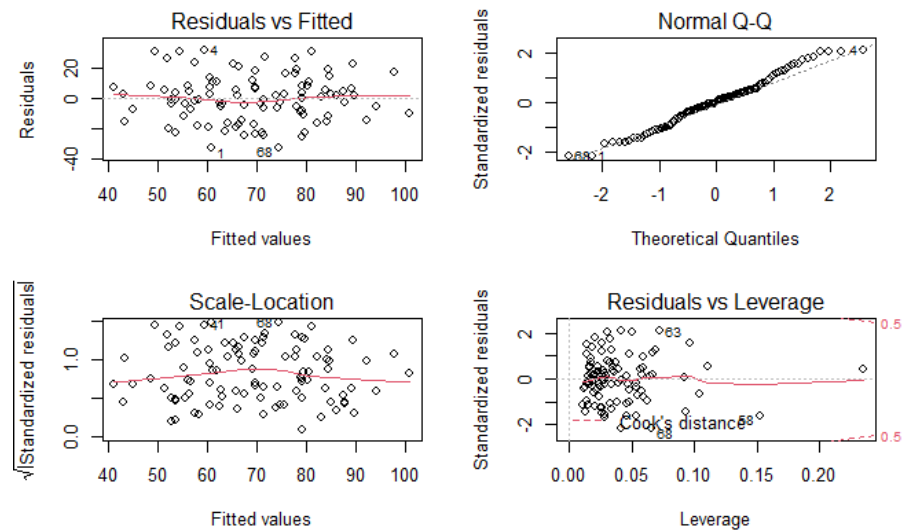 Residuals vs Fitted
Residuals
20
0
-40
4
1
68
40 50 60 70 80 90 100
Fitted values
Normal Q-Q
Standardized residuals
2
0
-2
4
68
1
-2 -1 0 1 2
Theoretical Quantiles
Scale-Location
√|Standardized residuals|
1.0
0.0
41
68
40 50 60 70 80 90 100
Fitted values
Residuals vs Leverage
Standardized residuals
2
0
-2
63
58
68
Cook's distance
0.5
0.5
0.00 0.05 0.10 0.15 0.20
Leverage